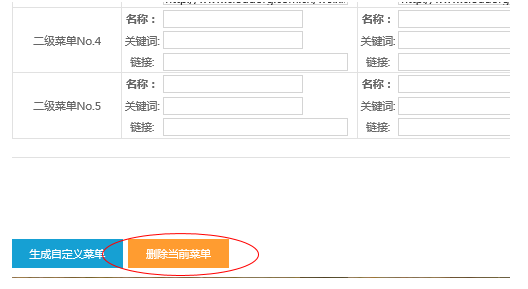 名称： 名称：
二级菜单No.4 关键词: 关键词:
链接: 链接:
名称： 名称：
二级菜单No.5 关键词: 关键词:
链接: 链接:
生成自定义菜单 删除当前菜单